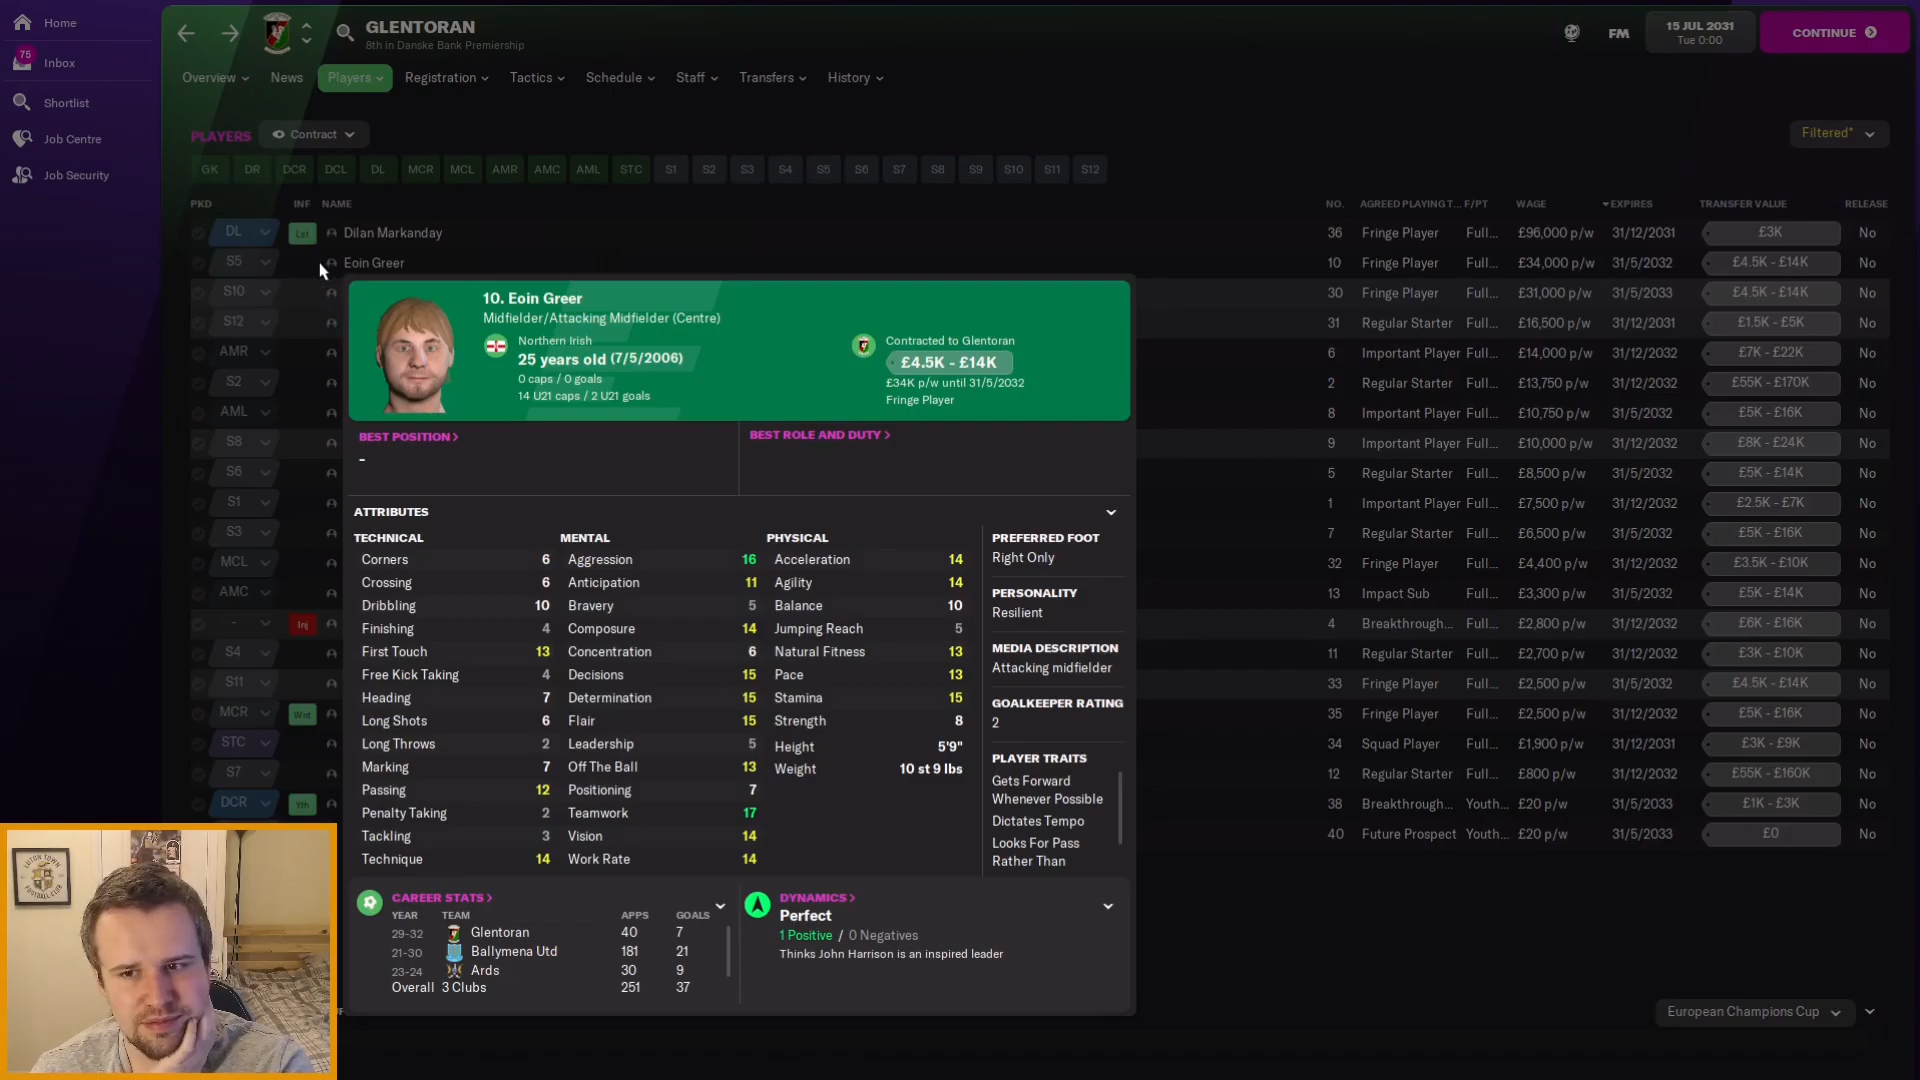 Home
75
Inbox
Shortlist
Job Centre
Job Security
GLENTORAN
8th in Danske Bank Premiership
FM
15 JUL 2031
Tue 0:00
CONTINUE
Overview
News
Players
Registration
Tactics
Schedule
Staff
Transfers
History
PLAYERS
Contract
Filtered*
GK DR DCR DCL DL MCR MCL AMR AMC AML STC S1 S2 S3 S4 S5 S6 S7 S8 S9 S10 S11 S12
PKD INF NAME NO. AGREED PLAYING T... F/PT WAGE EXPIRES TRANSFER VALUE RELEASE
DL Lst Dilan Markanday 36 Fringe Player Full... £96,000 p/w 31/12/2031 £3K No
S5 Eoin Greer 10 Fringe Player Full... £34,000 p/w 31/5/2032 £4.5K - £14K No
S10 30 Fringe Player Full... £31,000 p/w 31/5/2033 £4.5K - £14K No
S12 31 Regular Starter Full... £16,500 p/w 31/12/2031 £1.5K - £5K No
AMR 6 Important Player Full... £14,000 p/w 31/12/2032 £7K - £22K No
S2 2 Regular Starter Full... £13,750 p/w 31/5/2032 £55K - £170K No
AML 8 Important Player Full... £10,750 p/w 31/5/2032 £5K - £16K No
S8 9 Important Player Full... £10,000 p/w 31/12/2032 £8K - £24K No
S6 5 Regular Starter Full... £8,500 p/w 31/5/2032 £5K - £14K No
S1 1 Important Player Full... £7,500 p/w 31/12/2032 £2.5K - £7K No
S3 7 Regular Starter Full... £6,500 p/w 31/12/2032 £5K - £16K No
MCL 32 Fringe Player Full... £4,400 p/w 31/12/2032 £3.5K - £10K No
AMC 13 Impact Sub Full... £3,300 p/w 31/12/2032 £5K - £14K No
- Inj 4 Breakthrough... Full... £2,800 p/w 31/12/2032 £6K - £16K No
S4 11 Regular Starter Full... £2,700 p/w 31/12/2032 £3K - £10K No
S11 33 Fringe Player Full... £2,500 p/w 31/5/2032 £4.5K - £14K No
MCR Wnt 35 Fringe Player Full... £2,500 p/w 31/12/2032 £5K - £16K No
STC 34 Squad Player Full... £1,900 p/w 31/12/2031 £3K - £9K No
S7 12 Regular Starter Full... £800 p/w 31/12/2032 £55K - £160K No
DCR Yth 38 Breakthrough... Youth... £20 p/w 31/5/2033 £1K - £3K No
40 Future Prospect Youth... £20 p/w 31/5/2033 £0 No
10. Eoin Greer
Midfielder/Attacking Midfielder (Centre)
Northern Irish
25 years old (7/5/2006)
0 caps / 0 goals
14 U21 caps / 2 U21 goals
Contracted to Glentoran
£4.5K - £14K
£34K p/w until 31/5/2032
Fringe Player
BEST POSITION
-
BEST ROLE AND DUTY
ATTRIBUTES
TECHNICAL
Corners 6
Crossing 6
Dribbling 10
Finishing 4
First Touch 13
Free Kick Taking 4
Heading 7
Long Shots 6
Long Throws 2
Marking 7
Passing 12
Penalty Taking 2
Tackling 3
Technique 14
MENTAL
Aggression 16
Anticipation 11
Bravery 5
Composure 14
Concentration 6
Decisions 15
Determination 15
Flair 15
Leadership 5
Off The Ball 13
Positioning 7
Teamwork 17
Vision 14
Work Rate 14
PHYSICAL
Acceleration 14
Agility 14
Balance 10
Jumping Reach 5
Natural Fitness 13
Pace 13
Stamina 15
Strength 8
Height 5'9"
Weight 10 st 9 lbs
PREFERRED FOOT
Right Only
PERSONALITY
Resilient
MEDIA DESCRIPTION
Attacking midfielder
GOALKEEPER RATING
2
PLAYER TRAITS
Gets Forward
Whenever Possible
Dictates Tempo
Looks For Pass
Rather Than
CAREER STATS
YEAR TEAM APPS GOALS
29-32 Glentoran 40 7
21-30 Ballymena Utd 181 21
23-24 Ards 30 9
Overall 3 Clubs 251 37
DYNAMICS
Perfect
1 Positive / 0 Negatives
Thinks John Harrison is an inspired leader
European Champions Cup
LUTON TOWN